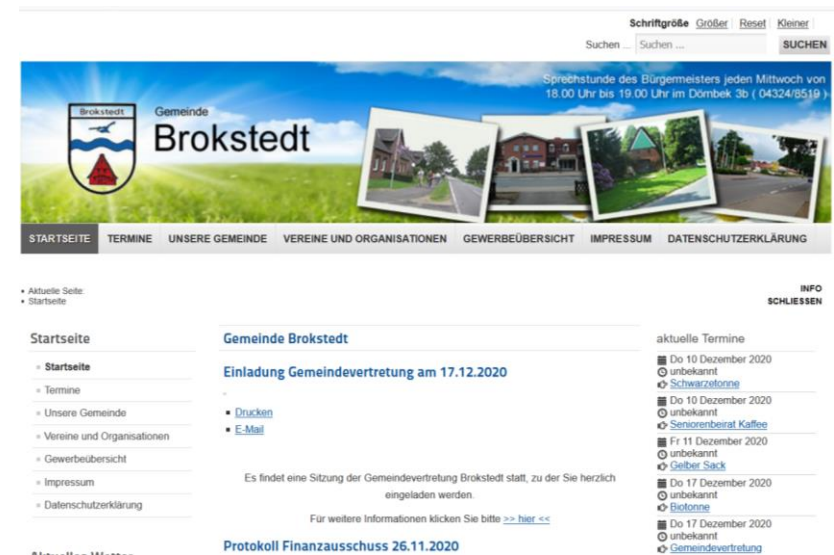 Schriftgröße Größer Reset Kleiner
Suchen ... Suchen ... SUCHEN
Sprechstunde des Bürgermeisters jeden Mittwoch von
18.00 Uhr bis 19.00 Uhr im Dörnbek 3b ( 04324/8519 )
Brokstedt
Gemeinde
Brokstedt
STARTSEITE TERMINE UNSERE GEMEINDE VEREINE UND ORGANISATIONEN GEWERBEÜBERSICHT IMPRESSUM DATENSCHUTZERKLÄRUNG
Aktuelle Seite:
Startseite
INFO
SCHLIESSEN
Startseite
Startseite
Termine
Unsere Gemeinde
Vereine und Organisationen
Gewerbeübersicht
Impressum
Datenschutzerklärung
Aktuelles Wetter
Gemeinde Brokstedt
Einladung Gemeindevertretung am 17.12.2020
Drucken
E-Mail
Es findet eine Sitzung der Gemeindevertretung Brokstedt statt, zu der Sie herzlich
eingeladen werden.
Für weitere Informationen klicken Sie bitte >> hier <<
Protokoll Finanzausschuss 26.11.2020
aktuelle Termine
Do 10 Dezember 2020
unbekannt
Schwarzetonne
Do 10 Dezember 2020
unbekannt
Seniorenbeirat Kaffee
Fr 11 Dezember 2020
unbekannt
Gelber Sack
Do 17 Dezember 2020
unbekannt
Biotonne
Do 17 Dezember 2020
unbekannt
Gemeindevertretung